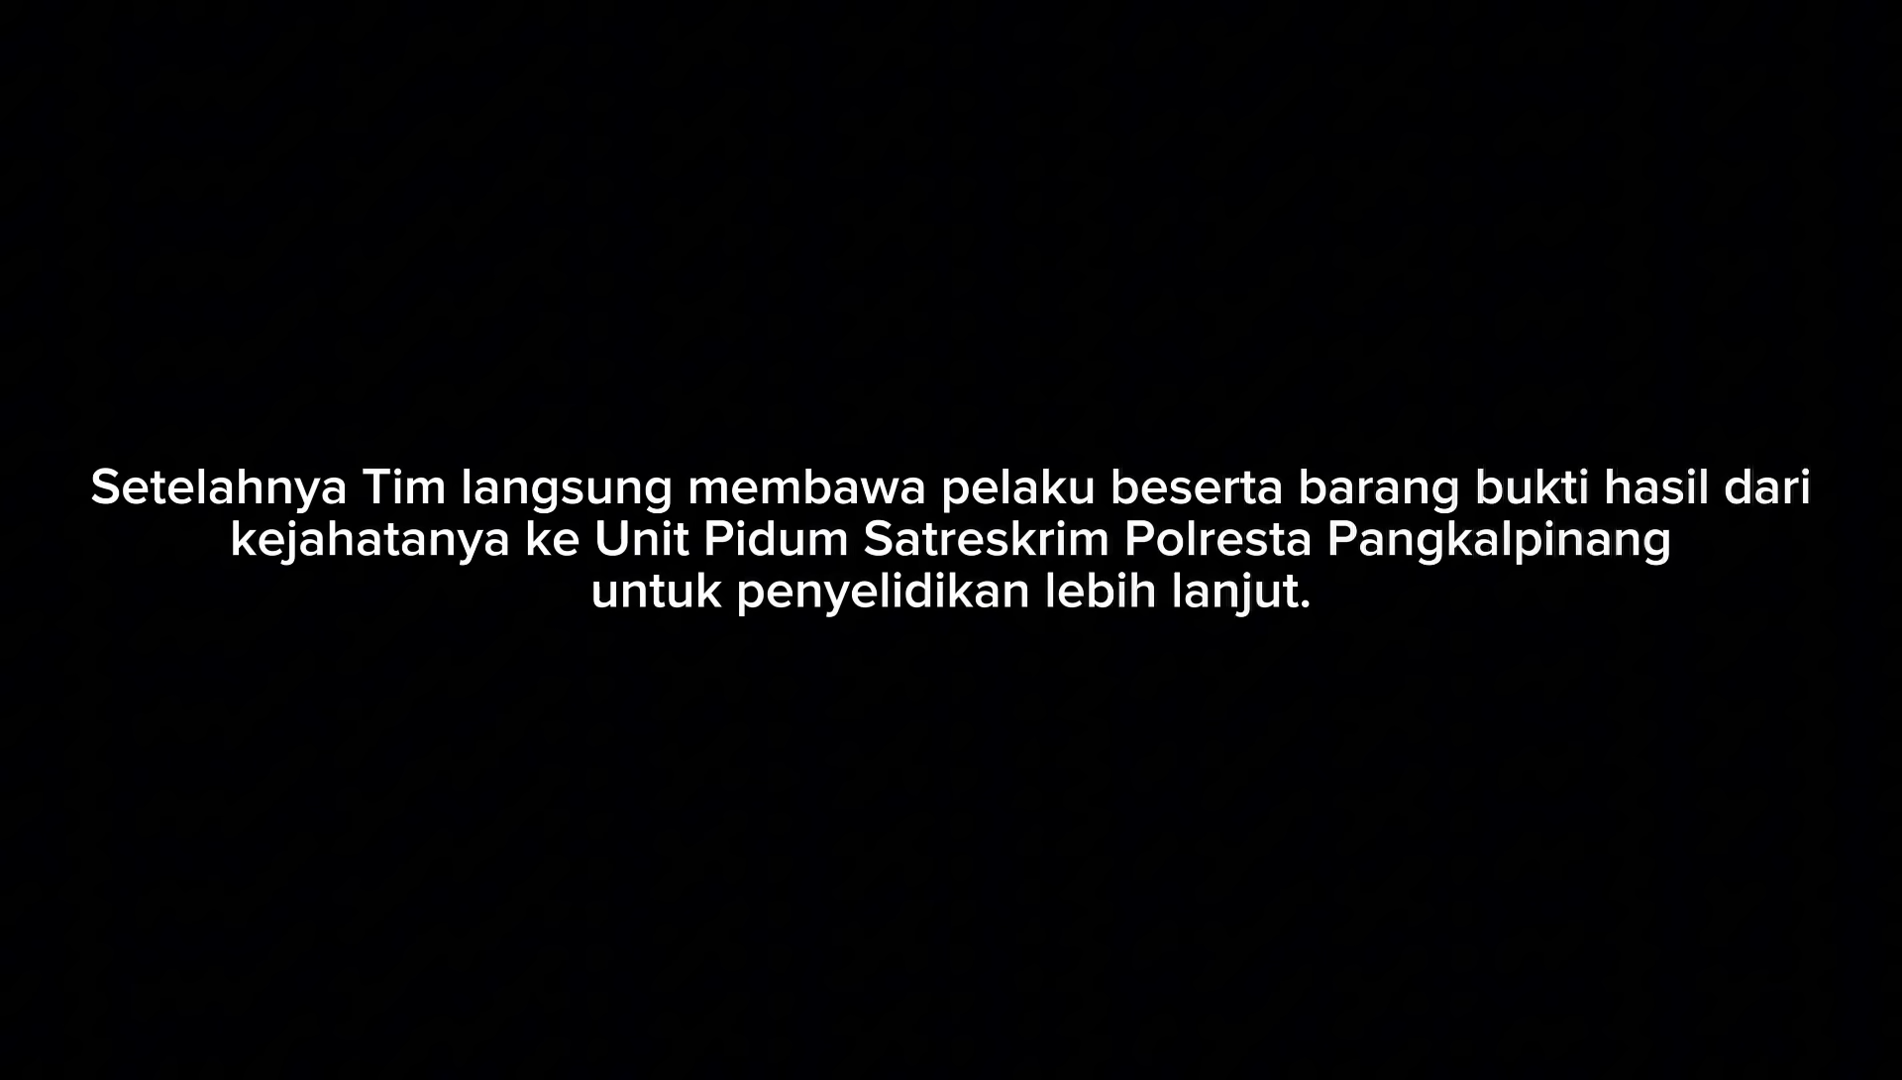 Setelahnya Tim langsung membawa pelaku beserta barang bukti hasil dari
kejahatanya ke Unit Pidum Satreskrim Polresta Pangkalpinang
untuk penyelidikan lebih lanjut.